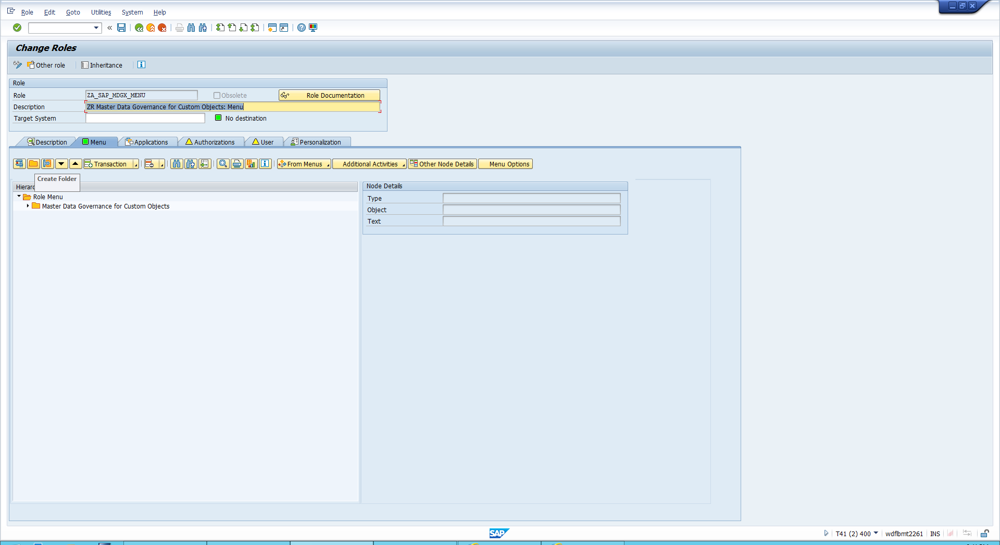 Role Edit Goto Utilities System Help
Change Roles
Other role Inheritance
Role
Role ZA_SAP_MDGX_MENU Obsolete Role Documentation
Description ZR Master Data Governance for Custom Objects: Menu
Target System No destination
Description Menu Applications Authorizations User Personalization
Transaction From Menus Additional Activities Other Node Details Menu Options
Create Folder
Node Details
Role Menu
Type
Master Data Governance for Custom Objects
Object
Text
SAP T41 (2) 400 wdflbmt2261 INS